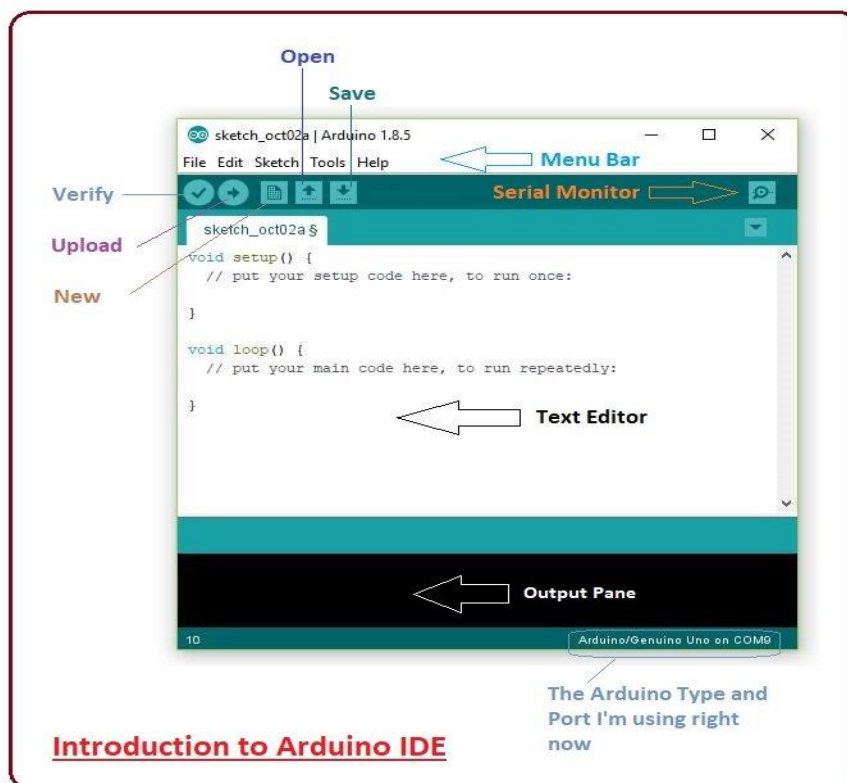 Open
Save
sketch_oct02a | Arduino 1.8.5
File Edit Sketch Tools Help
Menu Bar
Verify
Serial Monitor
Upload
sketch_oct02a §
New
void setup() {
// put your setup code here, to run once:
}
void loop() {
// put your main code here, to run repeatedly:
}
Text Editor
Output Pane
10
Arduino/Genuino Uno on COM9
The Arduino Type and
Port I'm using right
now
Introduction to Arduino IDE